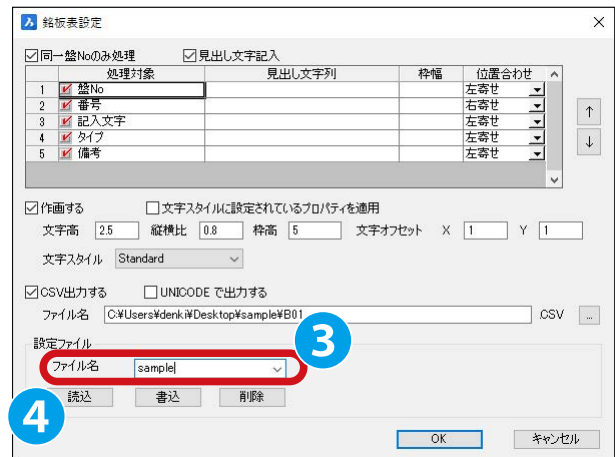 銘板表設定
同一盤Noのみ処理 見出し文字記入
処理対象 見出し文字列 枠幅 位置合わせ
1 盤No 左寄せ
2 番号 右寄せ
3 記入文字 左寄せ
4 タイプ 左寄せ
5 備考 左寄せ
↑
↓
作画する 文字スタイルに設定されているプロパティを適用
文字高 2.5 縦横比 0.8 枠高 5 文字オフセット X 1 Y 1
文字スタイル Standard
CSV出力する UNICODE で出力する
ファイル名 C:¥Users¥denki¥Desktop¥sample¥B01 .CSV ...
設定ファイル
3
ファイル名 sample
4
読込 書込 削除
OK キャンセル